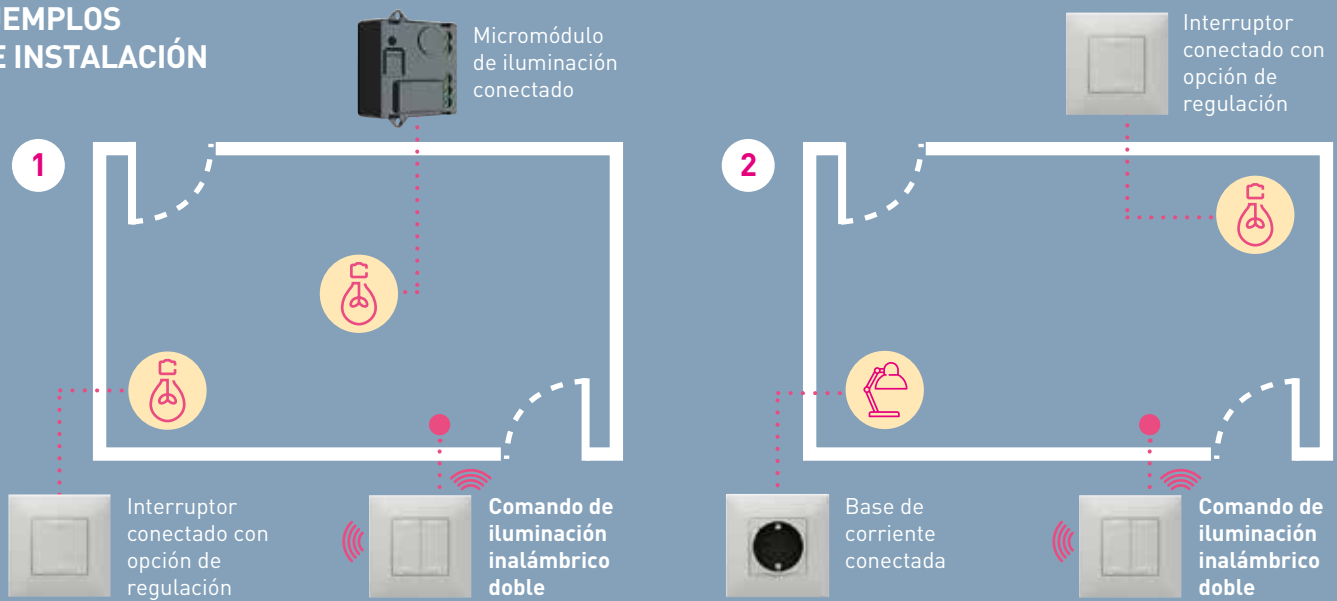 JEMPLOS
E INSTALACIÓN
Micromódulo
de iluminación
conectado
Interruptor
conectado con
opción de
regulación
1
2
Interruptor
conectado con
opción de
regulación
Comando de
iluminación
inalámbrico
doble
Base de
corriente
conectada
Comando de
iluminación
inalámbrico
doble